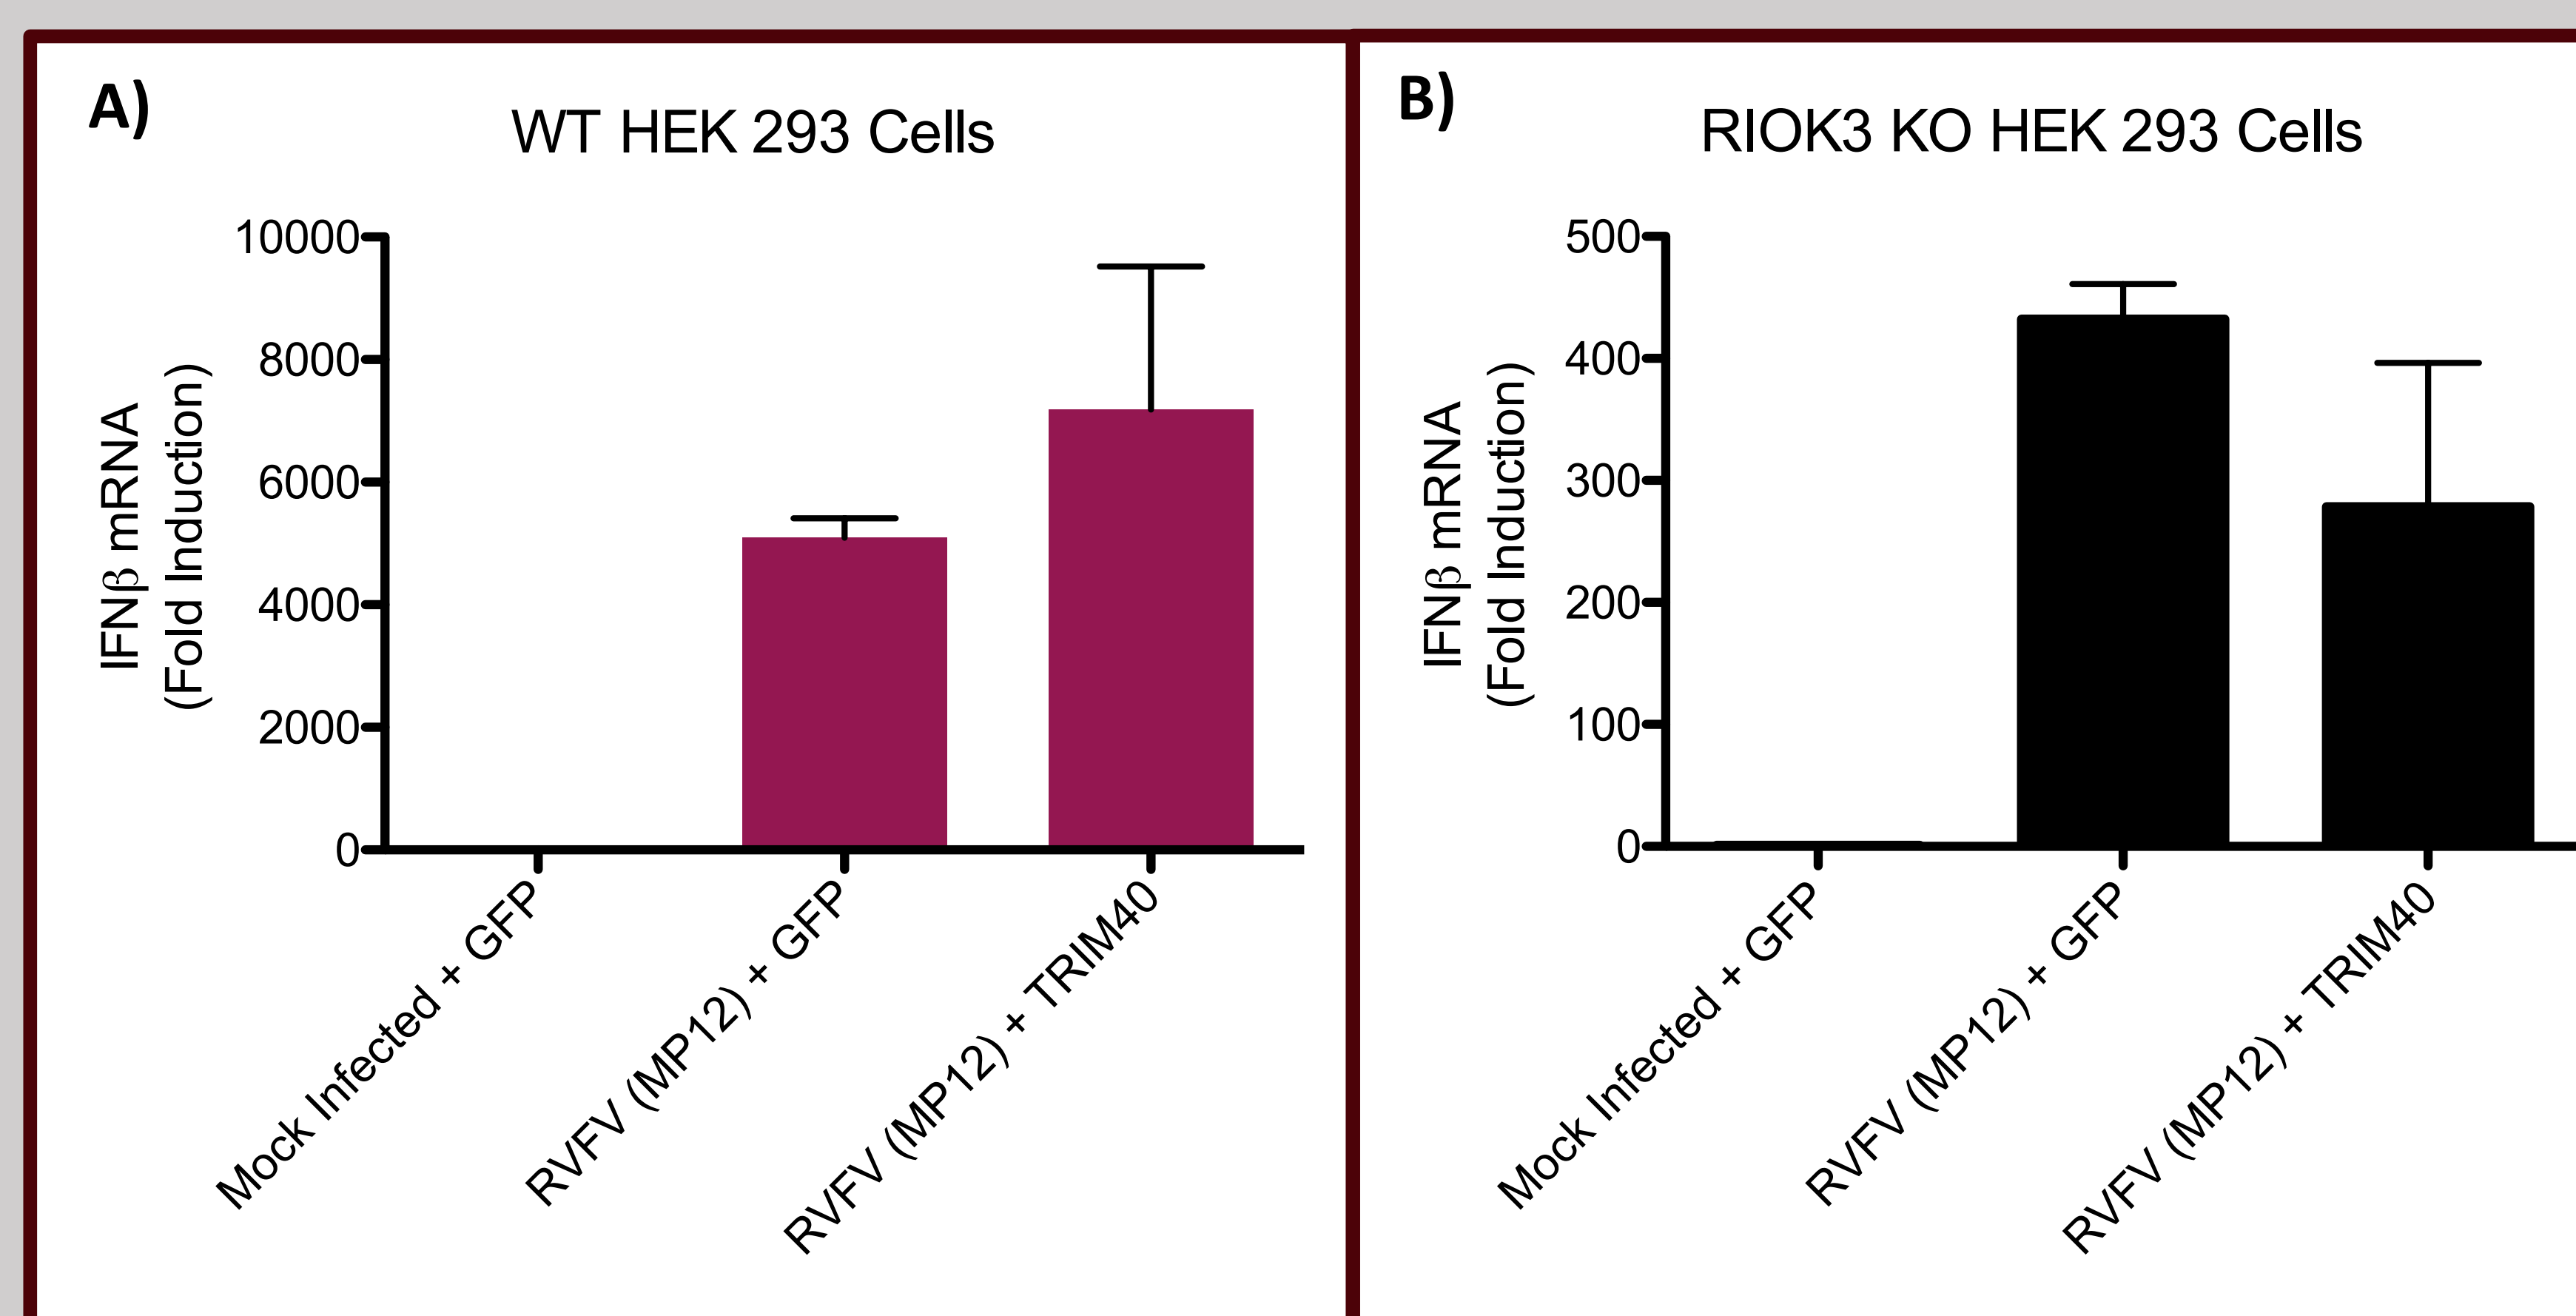 A)
WT HEK 293 Cells
IFNβ mRNA
(Fold Induction)
10000
8000
6000
4000
2000
0
Mock Infected + GFP
RVFV (MP12) + GFP
RVFV (MP12) + TRIM40
B)
RIOK3 KO HEK 293 Cells
IFNβ mRNA
(Fold Induction)
500
400
300
200
100
0
Mock Infected + GFP
RVFV (MP12) + GFP
RVFV (MP12) + TRIM40